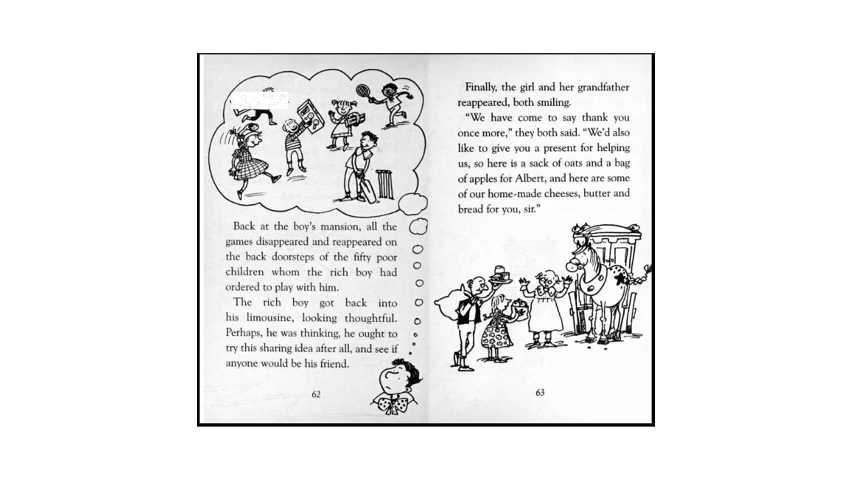 Back at the boy's mansion, all the
games disappeared and reappeared on
the back doorsteps of the fifty poor
children whom the rich boy had
ordered to play with him.
The rich boy got back into
his limousine, looking thoughtful.
Perhaps, he was thinking, he ought to
try this sharing idea after all, and see if
anyone would be his friend.
62
Finally, the girl and her grandfather
reappeared, both smiling.
"We have come to say thank you
once more," they both said. "We'd also
like to give you a present for helping
us, so here is a sack of oats and a bag
of apples for Albert, and here are some
of our home-made cheeses, butter and
bread for you, sir."
63